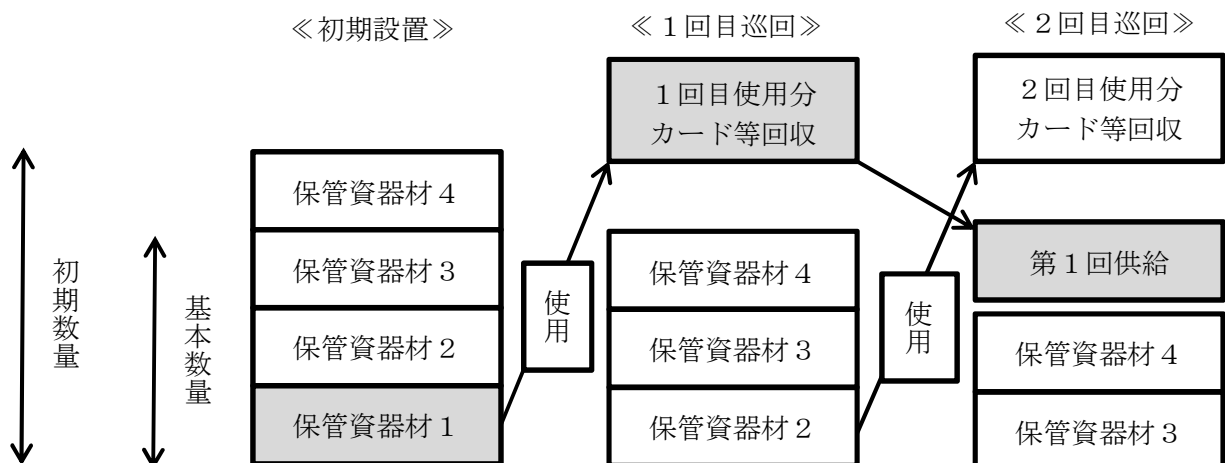 ≪初期設置≫
≪１回目巡回≫
≪２回目巡回≫
初期数量
基本数量
保管資器材４
保管資器材３
保管資器材２
保管資器材１
使用
１回目使用分
カード等回収
保管資器材４
保管資器材３
保管資器材２
使用
２回目使用分
カード等回収
第１回供給
保管資器材４
保管資器材３